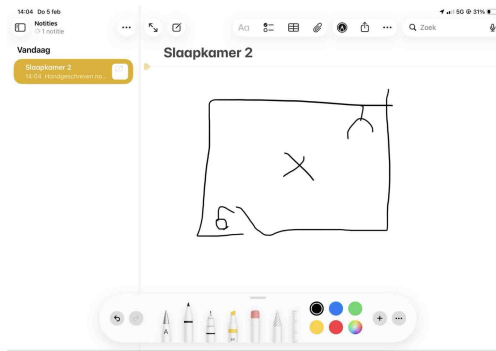 14:04 Do 5 feb
5G 31%
Notities
1 notitie
Aa
Zoek
Vandaag
Slaapkamer 2
Slaapkamer 2
14:04 Handgeschreven no...
A